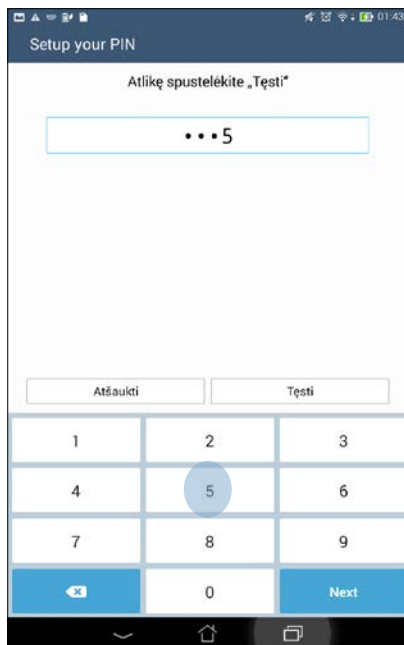 01:43
Setup your PIN
Atlikę spustelėkite „Tęsti“
•••5
Atšaukti Tęsti
1 2 3
4 5 6
7 8 9
0 Next